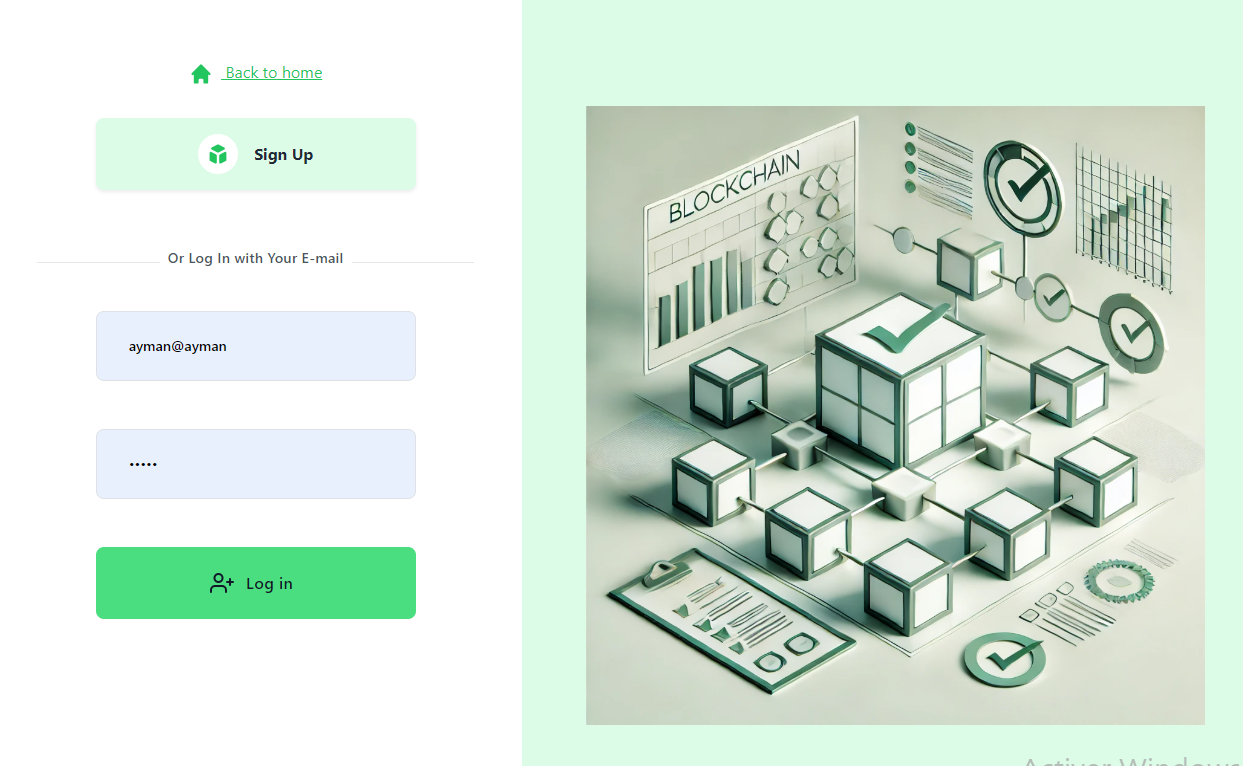 Back to home
Sign Up
Or Log In with Your E-mail
ayman@ayman
•••••
Log in
BLOCKCHAIN
Activer Windows